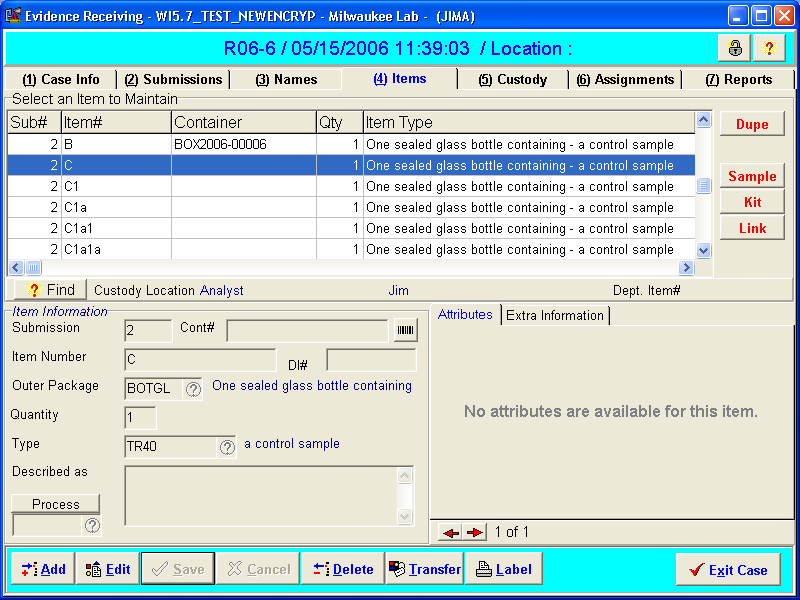 Evidence Receiving - WI5.7_TEST_NEWENCRYP - Milwaukee Lab - (JIMA)
R06-6 / 05/15/2006 11:39:03 / Location :
?
(1) Case Info (2) Submissions (3) Names (4) Items (5) Custody (6) Assignments (7) Reports
Select an Item to Maintain
Sub# Item# Container Qty Item Type
2 B BOX2006-00006 1 One sealed glass bottle containing - a control sample
2 C 1 One sealed glass bottle containing - a control sample
2 C1 1 One sealed glass bottle containing - a control sample
2 C1a 1 One sealed glass bottle containing - a control sample
2 C1a1 1 One sealed glass bottle containing - a control sample
2 C1a1a 1 One sealed glass bottle containing - a control sample
Dupe
Sample
Kit
Link
? Find Custody Location Analyst Jim Dept. Item#
Item Information
Submission 2 Cont#
Item Number C DI#
Outer Package BOTGL ? One sealed glass bottle containing
Quantity 1
Type TR40 ? a control sample
Described as
Process
?
Attributes Extra Information
No attributes are available for this item.
1 of 1
Add Edit Save Cancel Delete Transfer Label Exit Case